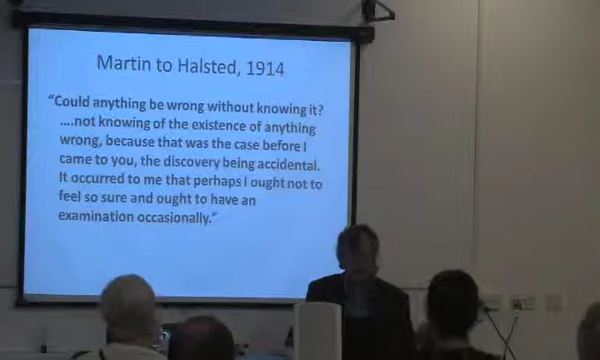 Martin to Halsted, 1914
“Could anything be wrong without knowing it?
....not knowing of the existence of anything
wrong, because that was the case before I
came to you, the discovery being accidental.
It occurred to me that perhaps I ought not to
feel so sure and ought to have an
examination occasionally.”